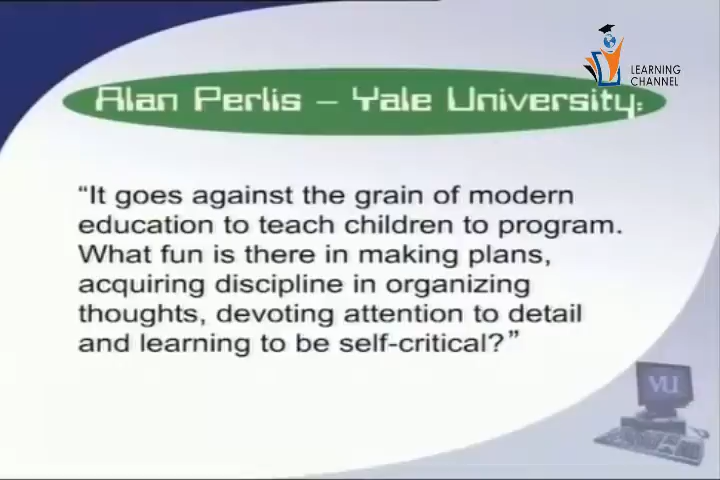 LEARNING
CHANNEL
Alan Perlis – Yale University:
“It goes against the grain of modern
education to teach children to program.
What fun is there in making plans,
acquiring discipline in organizing
thoughts, devoting attention to detail
and learning to be self-critical?”
VU